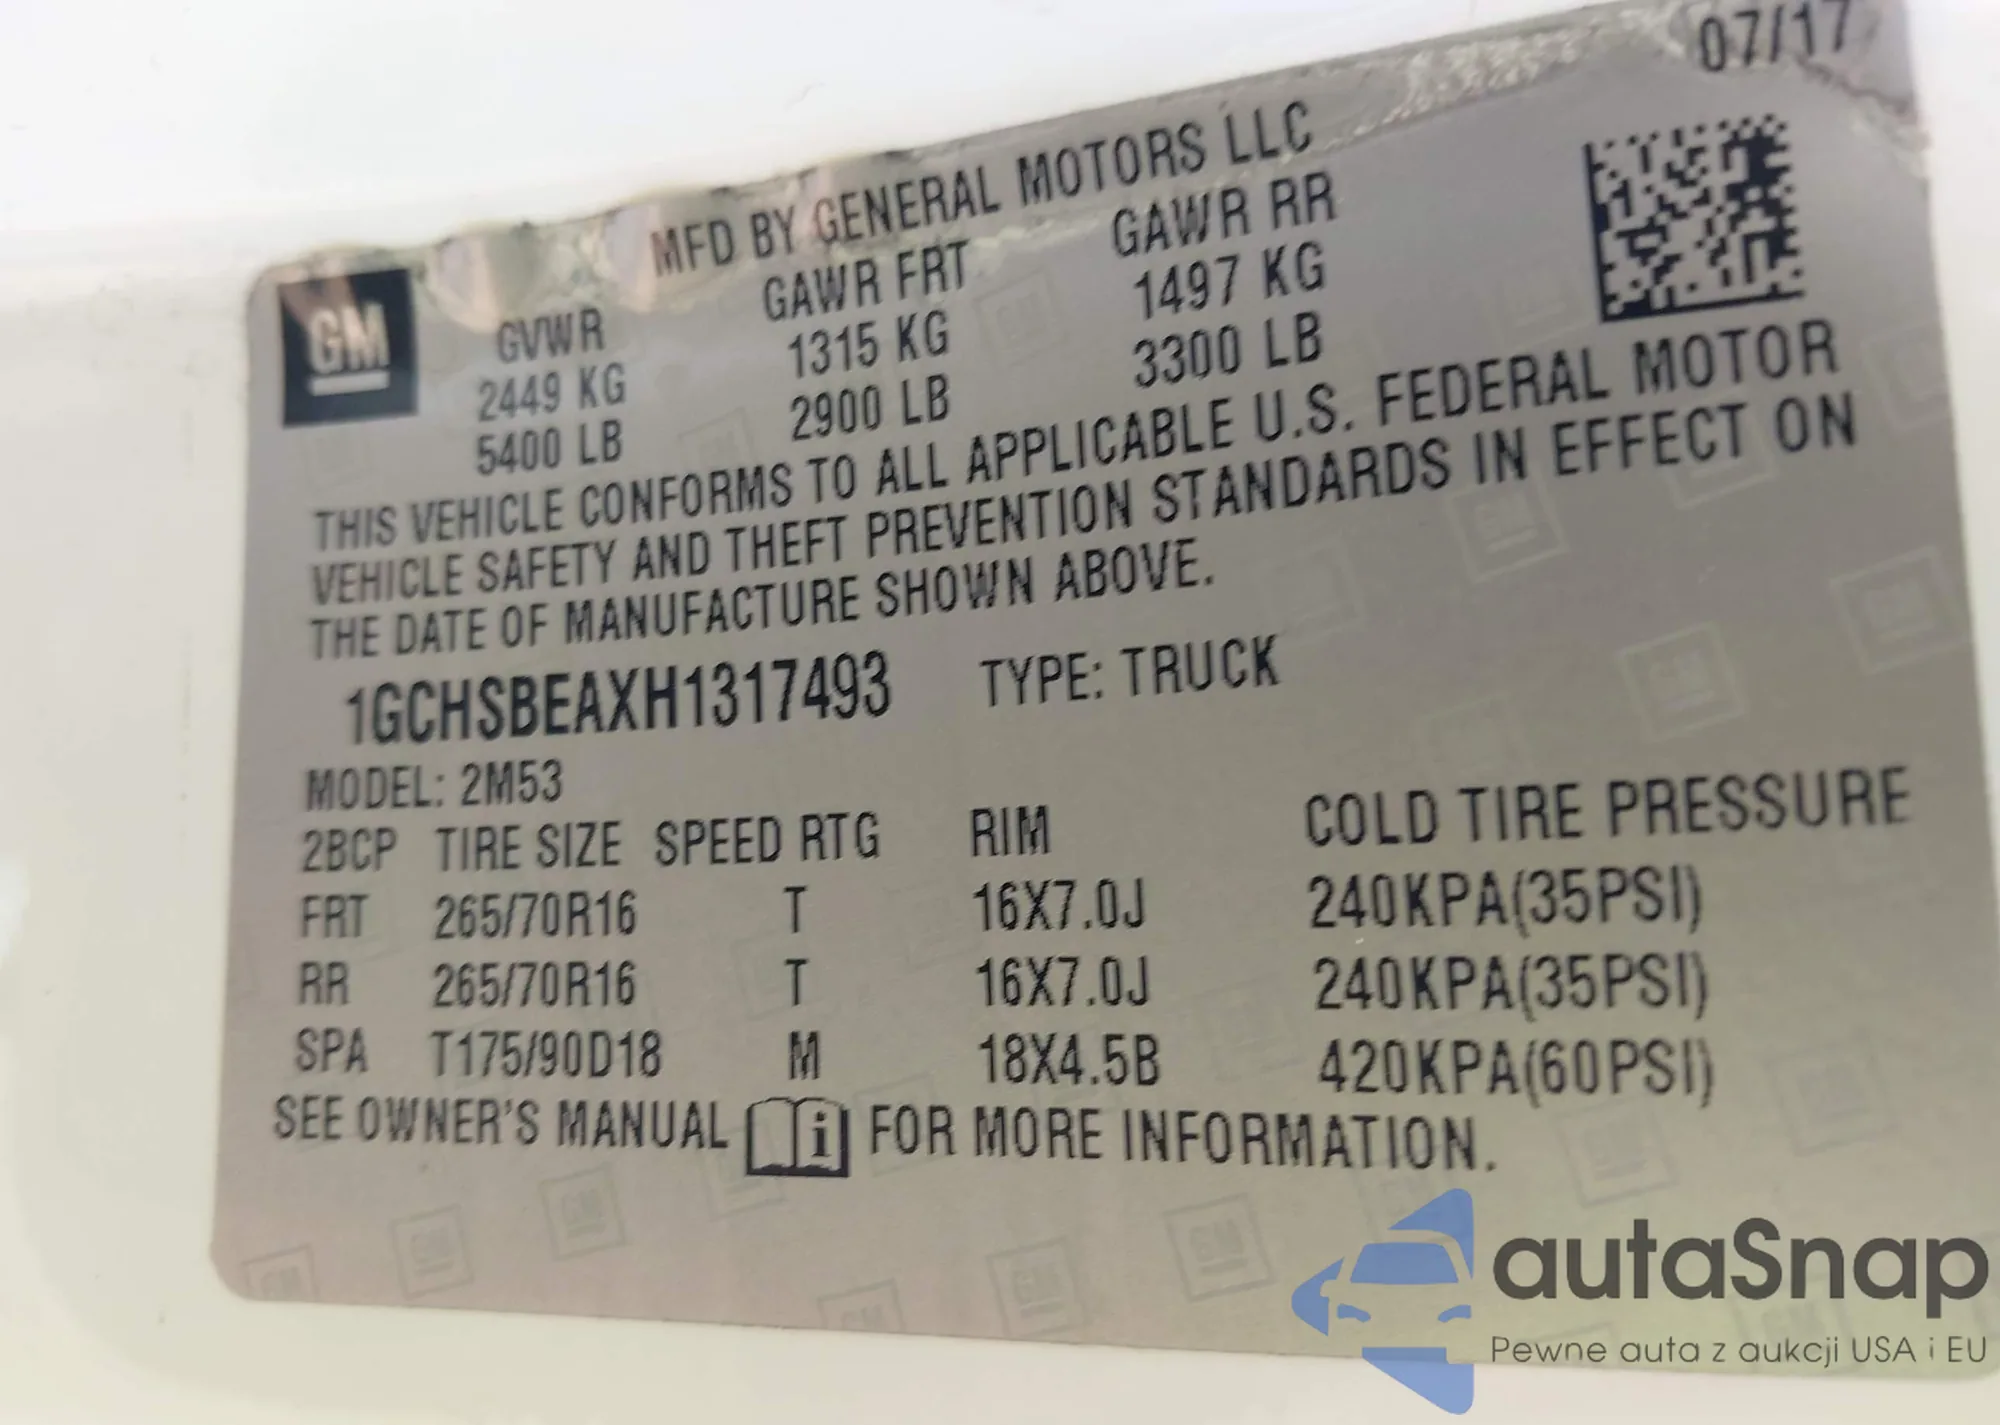 07/17
MFD BY GENERAL MOTORS LLC
GM
GVWR GAWR FRT GAWR RR
2449 KG 1315 KG 1497 KG
5400 LB 2900 LB 3300 LB
THIS VEHICLE CONFORMS TO ALL APPLICABLE U.S. FEDERAL MOTOR
VEHICLE SAFETY AND THEFT PREVENTION STANDARDS IN EFFECT ON
THE DATE OF MANUFACTURE SHOWN ABOVE.
1GCHSBEAXH1317493 TYPE: TRUCK
MODEL: 2M53
2BCP TIRE SIZE SPEED RTG RIM COLD TIRE PRESSURE
FRT 265/70R16 T 16X7.0J 240KPA(35PSI)
RR 265/70R16 T 16X7.0J 240KPA(35PSI)
SPA T175/90D18 M 18X4.5B 420KPA(60PSI)
SEE OWNER'S MANUAL i FOR MORE INFORMATION.
autaSnap
Pewne auta z aukcji USA i EU